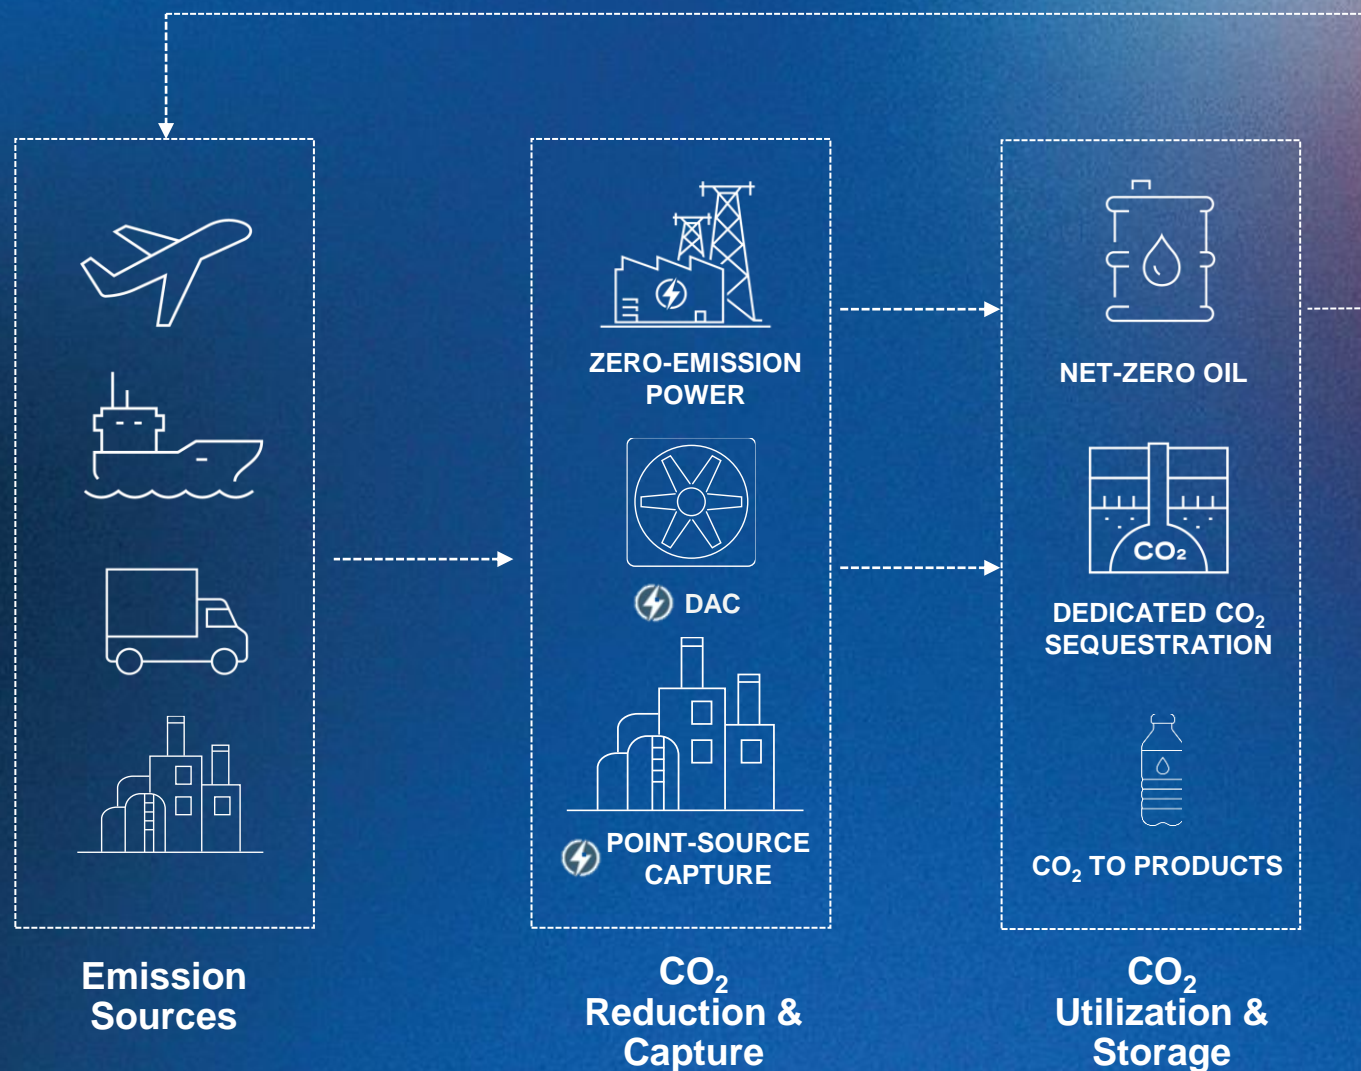 ZERO-EMISSION
POWER
DAC
POINT-SOURCE
CAPTURE
NET-ZERO OIL
CO₂
DEDICATED CO₂
SEQUESTRATION
CO₂ TO PRODUCTS
Emission
Sources
CO₂
Reduction &
Capture
CO₂
Utilization &
Storage